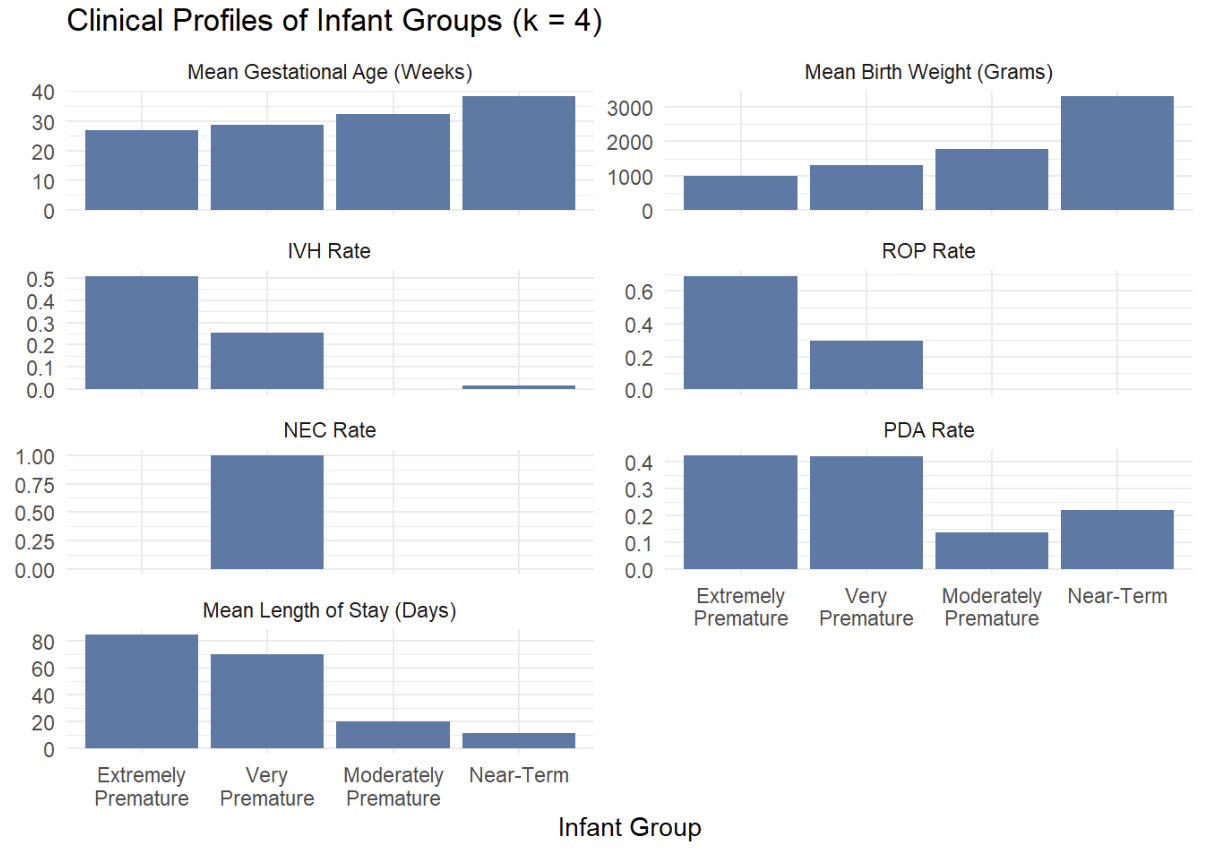 Clinical Profiles of Infant Groups (k = 4)
Mean Gestational Age (Weeks)
40
30
20
10
0
Mean Birth Weight (Grams)
3000
2000
1000
0
IVH Rate
0.5
0.4
0.3
0.2
0.1
0.0
ROP Rate
0.6
0.4
0.2
0.0
NEC Rate
1.00
0.75
0.50
0.25
0.00
PDA Rate
0.4
0.3
0.2
0.1
0.0
Extremely Very Moderately Near-Term
Premature Premature Premature
Mean Length of Stay (Days)
80
60
40
20
0
Extremely Very Moderately Near-Term
Premature Premature Premature
Infant Group